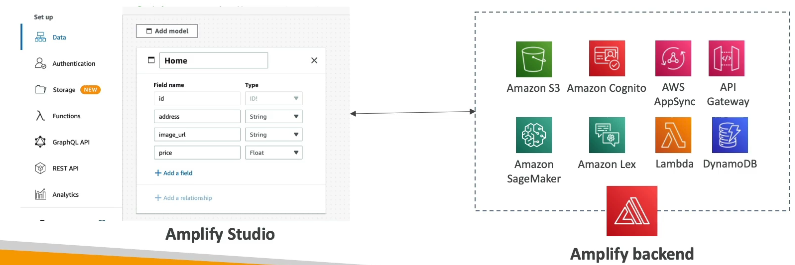 Set up
Data
Authentication
Storage NEW
Functions
GraphQL API
REST API
Analytics
Add model
Home
Field name Type
id ID!
address String
image_url String
price Float
+ Add a field
+ Add a relationship
Amplify Studio
Amazon S3 Amazon Cognito AWS AppSync API Gateway
Amazon SageMaker Amazon Lex Lambda DynamoDB
Amplify backend